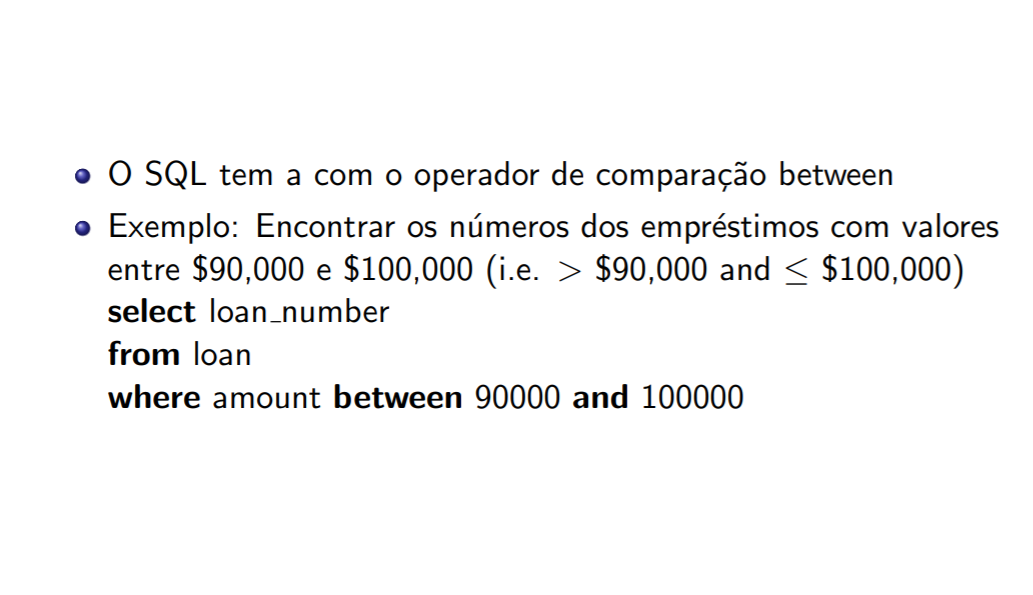 O SQL tem a com o operador de comparação between
Exemplo: Encontrar os números dos empréstimos com valores
entre $90,000 e $100,000 (i.e. > $90,000 and ≤ $100,000)
select loan_number
from loan
where amount between 90000 and 100000